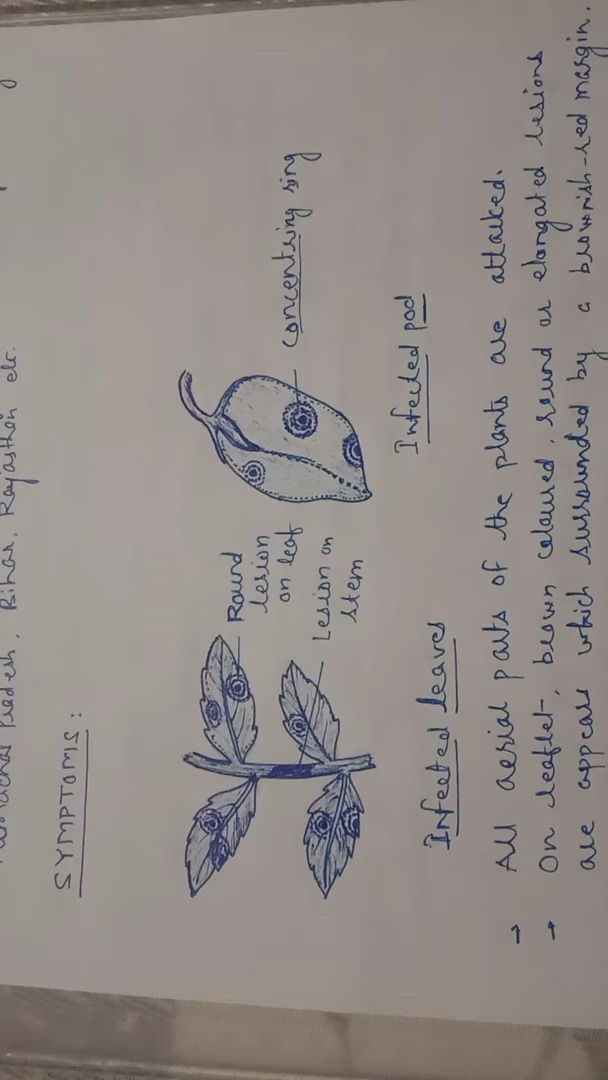 Pradesh, Bihar, Rajasthan etc.
SYMPTOMS:
Round
lesion
on leaf
Lesion on
stem
Concentring ring
Infected leaves
Infected pod
→ All aerial parts of the plants are attacked.
→ On leaflet, brown coloured, round or elongated lesions
are appears which surrounded by a brownish-red margin.